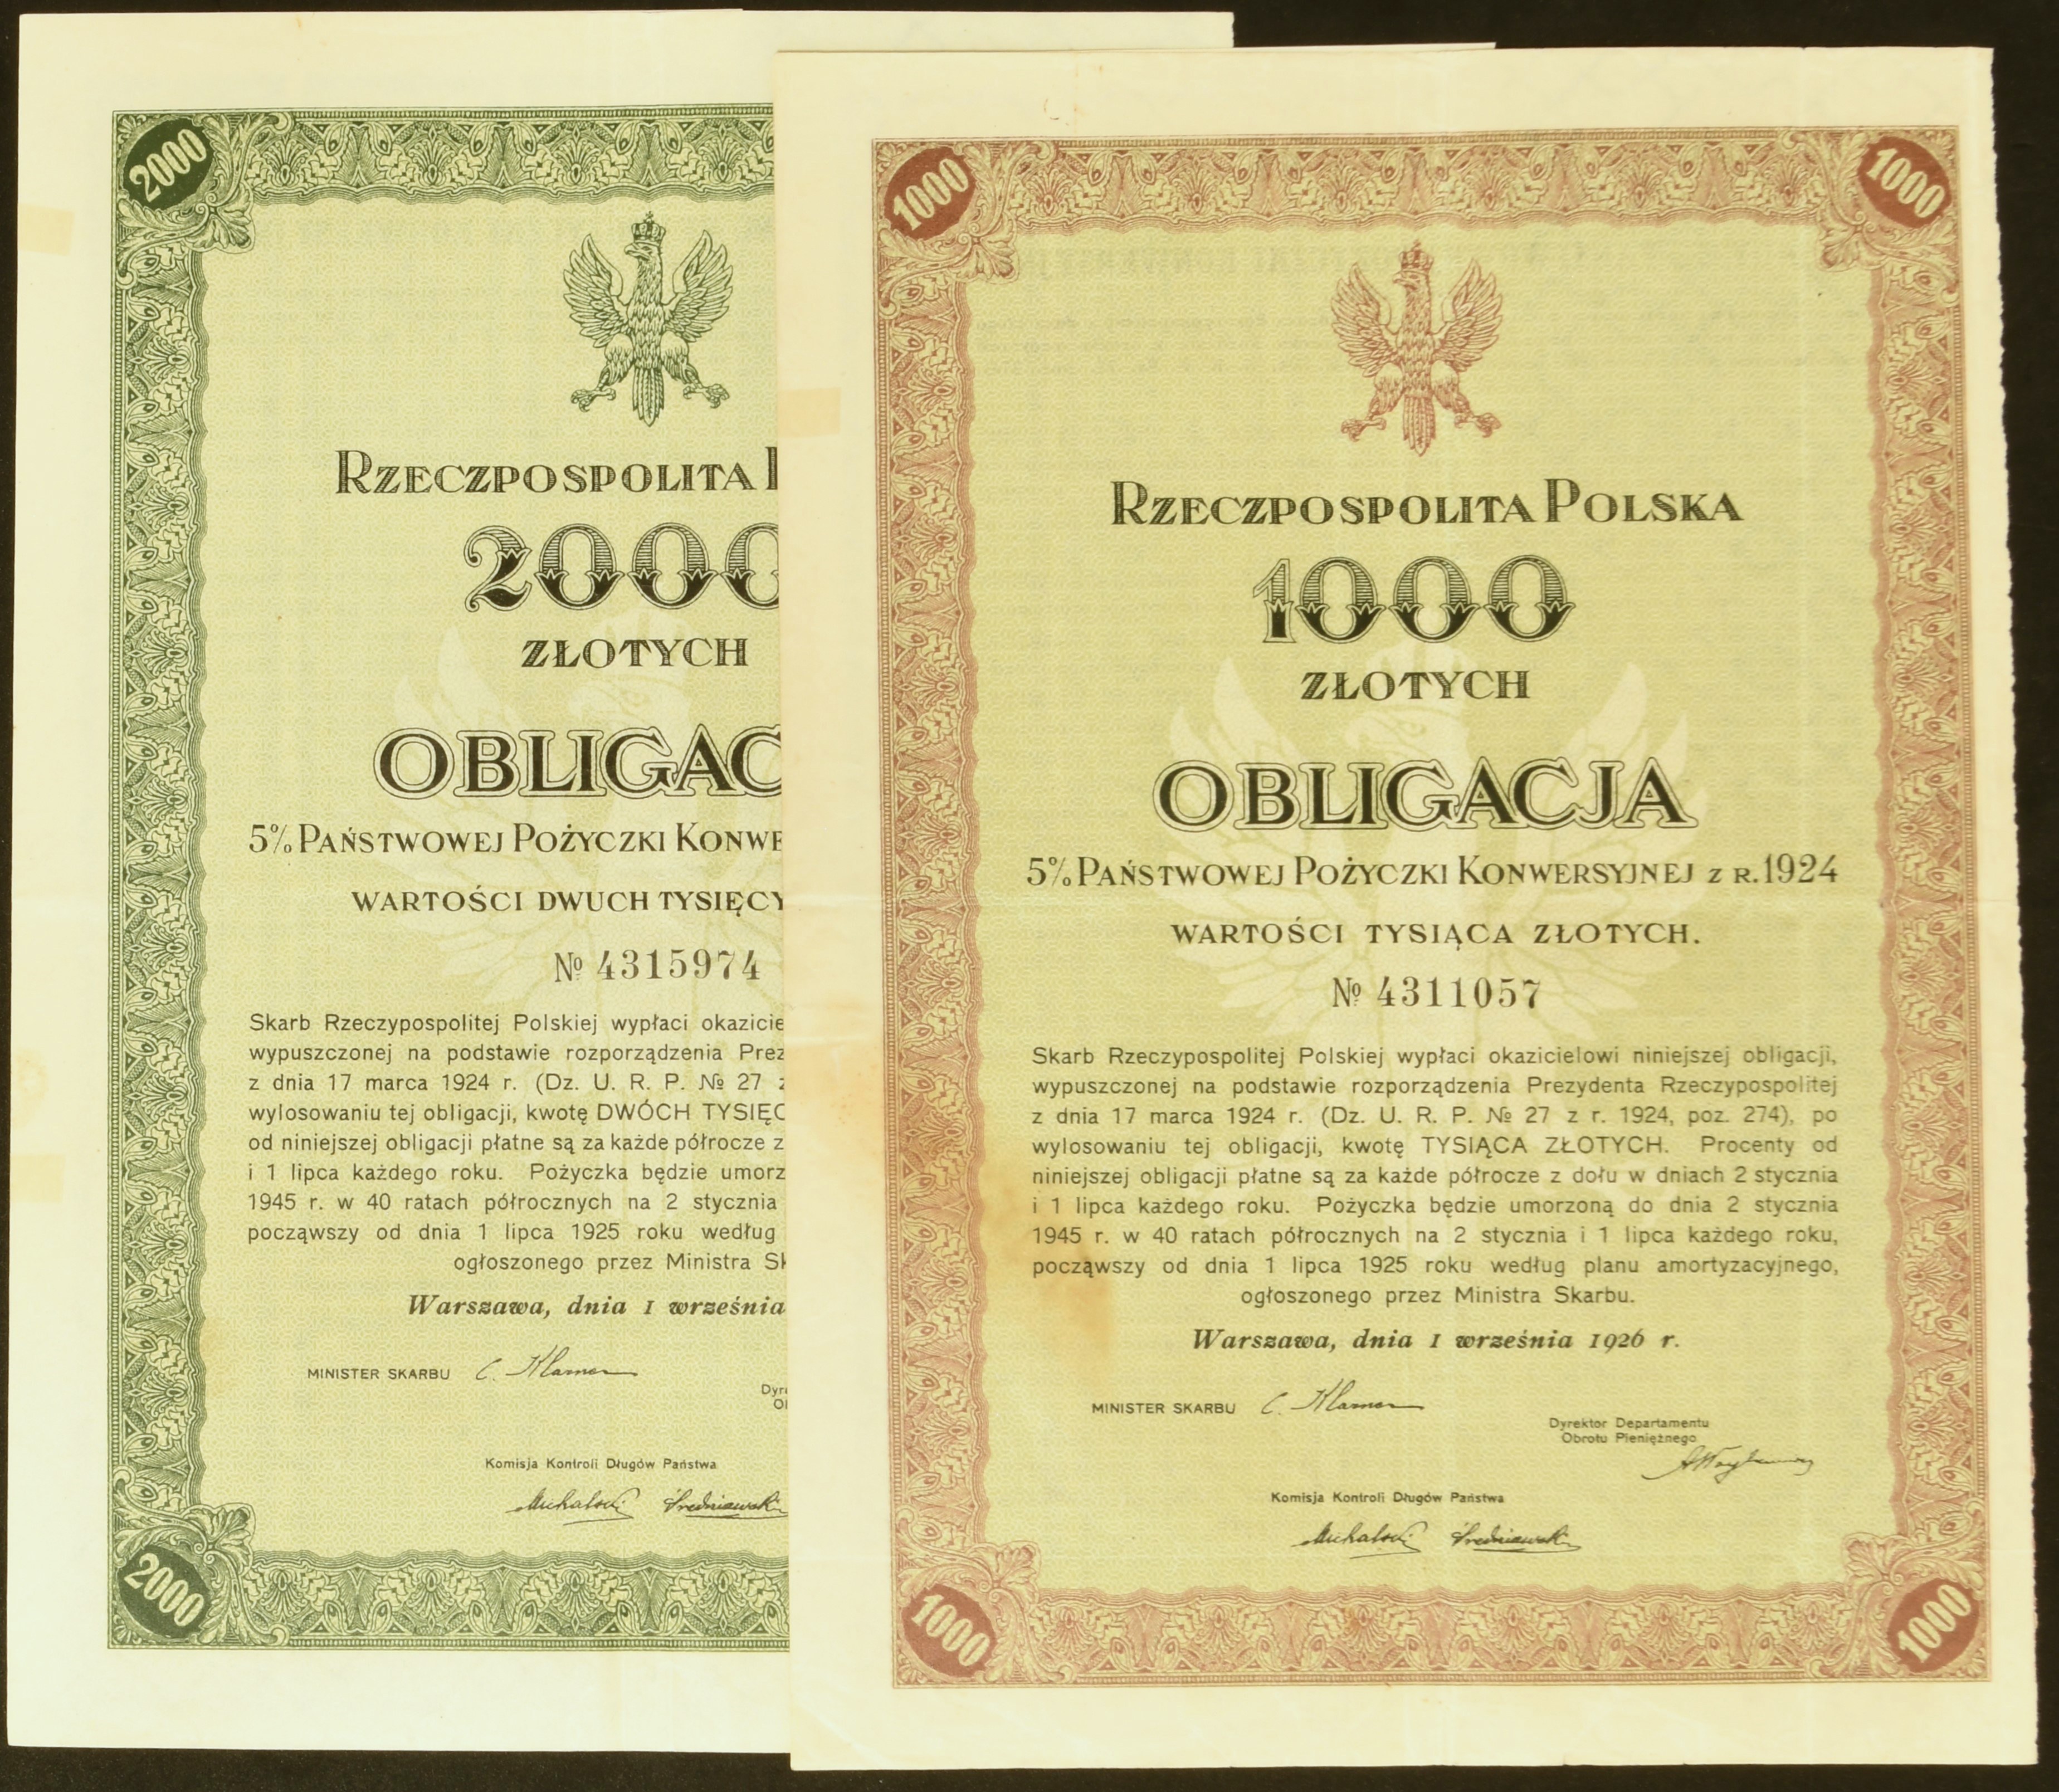 2000
RZECZPOSPOLITA
2000
ZŁOTYCH
OBLIGAC
5% PAŃSTWOWEJ POŻYCZKI KONWE
WARTOŚCI DWUCH TYSIĘCY
№ 4315974
Skarb Rzeczypospolitej Polskiej wypłaci okazicie
wypuszczonej na podstawie rozporządzenia Prez
z dnia 17 marca 1924 r. (Dz. U. R. P. № 27 z
wylosowaniu tej obligacji, kwotę DWÓCH TYSIĘC
od niniejszej obligacji płatne są za każde półrocze z
i 1 lipca każdego roku. Pożyczka będzie umorz
1945 r. w 40 ratach półrocznych na 2 stycznia
począwszy od dnia 1 lipca 1925 roku według
ogłoszonego przez Ministra Sk
Warszawa, dnia 1 września
MINISTER SKARBU C. Klarner
Dyr
Komisja Kontroli Długów Państwa
Michalski Średniawski
2000
1000 1000
RZECZPOSPOLITA POLSKA
1000
ZŁOTYCH
OBLIGACJA
5% PAŃSTWOWEJ POŻYCZKI KONWERSYJNEJ Z R. 1924
WARTOŚCI TYSIĄCA ZŁOTYCH.
№ 4311057
Skarb Rzeczypospolitej Polskiej wypłaci okazicielowi niniejszej obligacji,
wypuszczonej na podstawie rozporządzenia Prezydenta Rzeczypospolitej
z dnia 17 marca 1924 r. (Dz. U. R. P. № 27 z r. 1924, poz. 274), po
wylosowaniu tej obligacji, kwotę TYSIĄCA ZŁOTYCH. Procenty od
niniejszej obligacji płatne są za każde półrocze z dołu w dniach 2 stycznia
i 1 lipca każdego roku. Pożyczka będzie umorzoną do dnia 2 stycznia
1945 r. w 40 ratach półrocznych na 2 stycznia i 1 lipca każdego roku,
począwszy od dnia 1 lipca 1925 roku według planu amortyzacyjnego,
ogłoszonego przez Ministra Skarbu.
Warszawa, dnia 1 września 1926 r.
MINISTER SKARBU C. Klarner
Dyrektor Departamentu
Obrotu Pieniężnego
Komisja Kontroli Długów Państwa
Michalski Średniawski
1000 1000